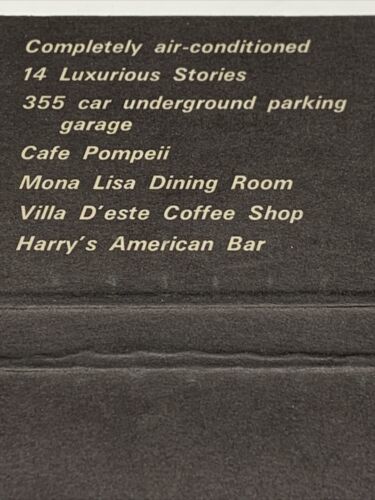 Completely air-conditioned
14 Luxurious Stories
355 car underground parking
garage
Cafe Pompeii
Mona Lisa Dining Room
Villa D'este Coffee Shop
Harry's American Bar